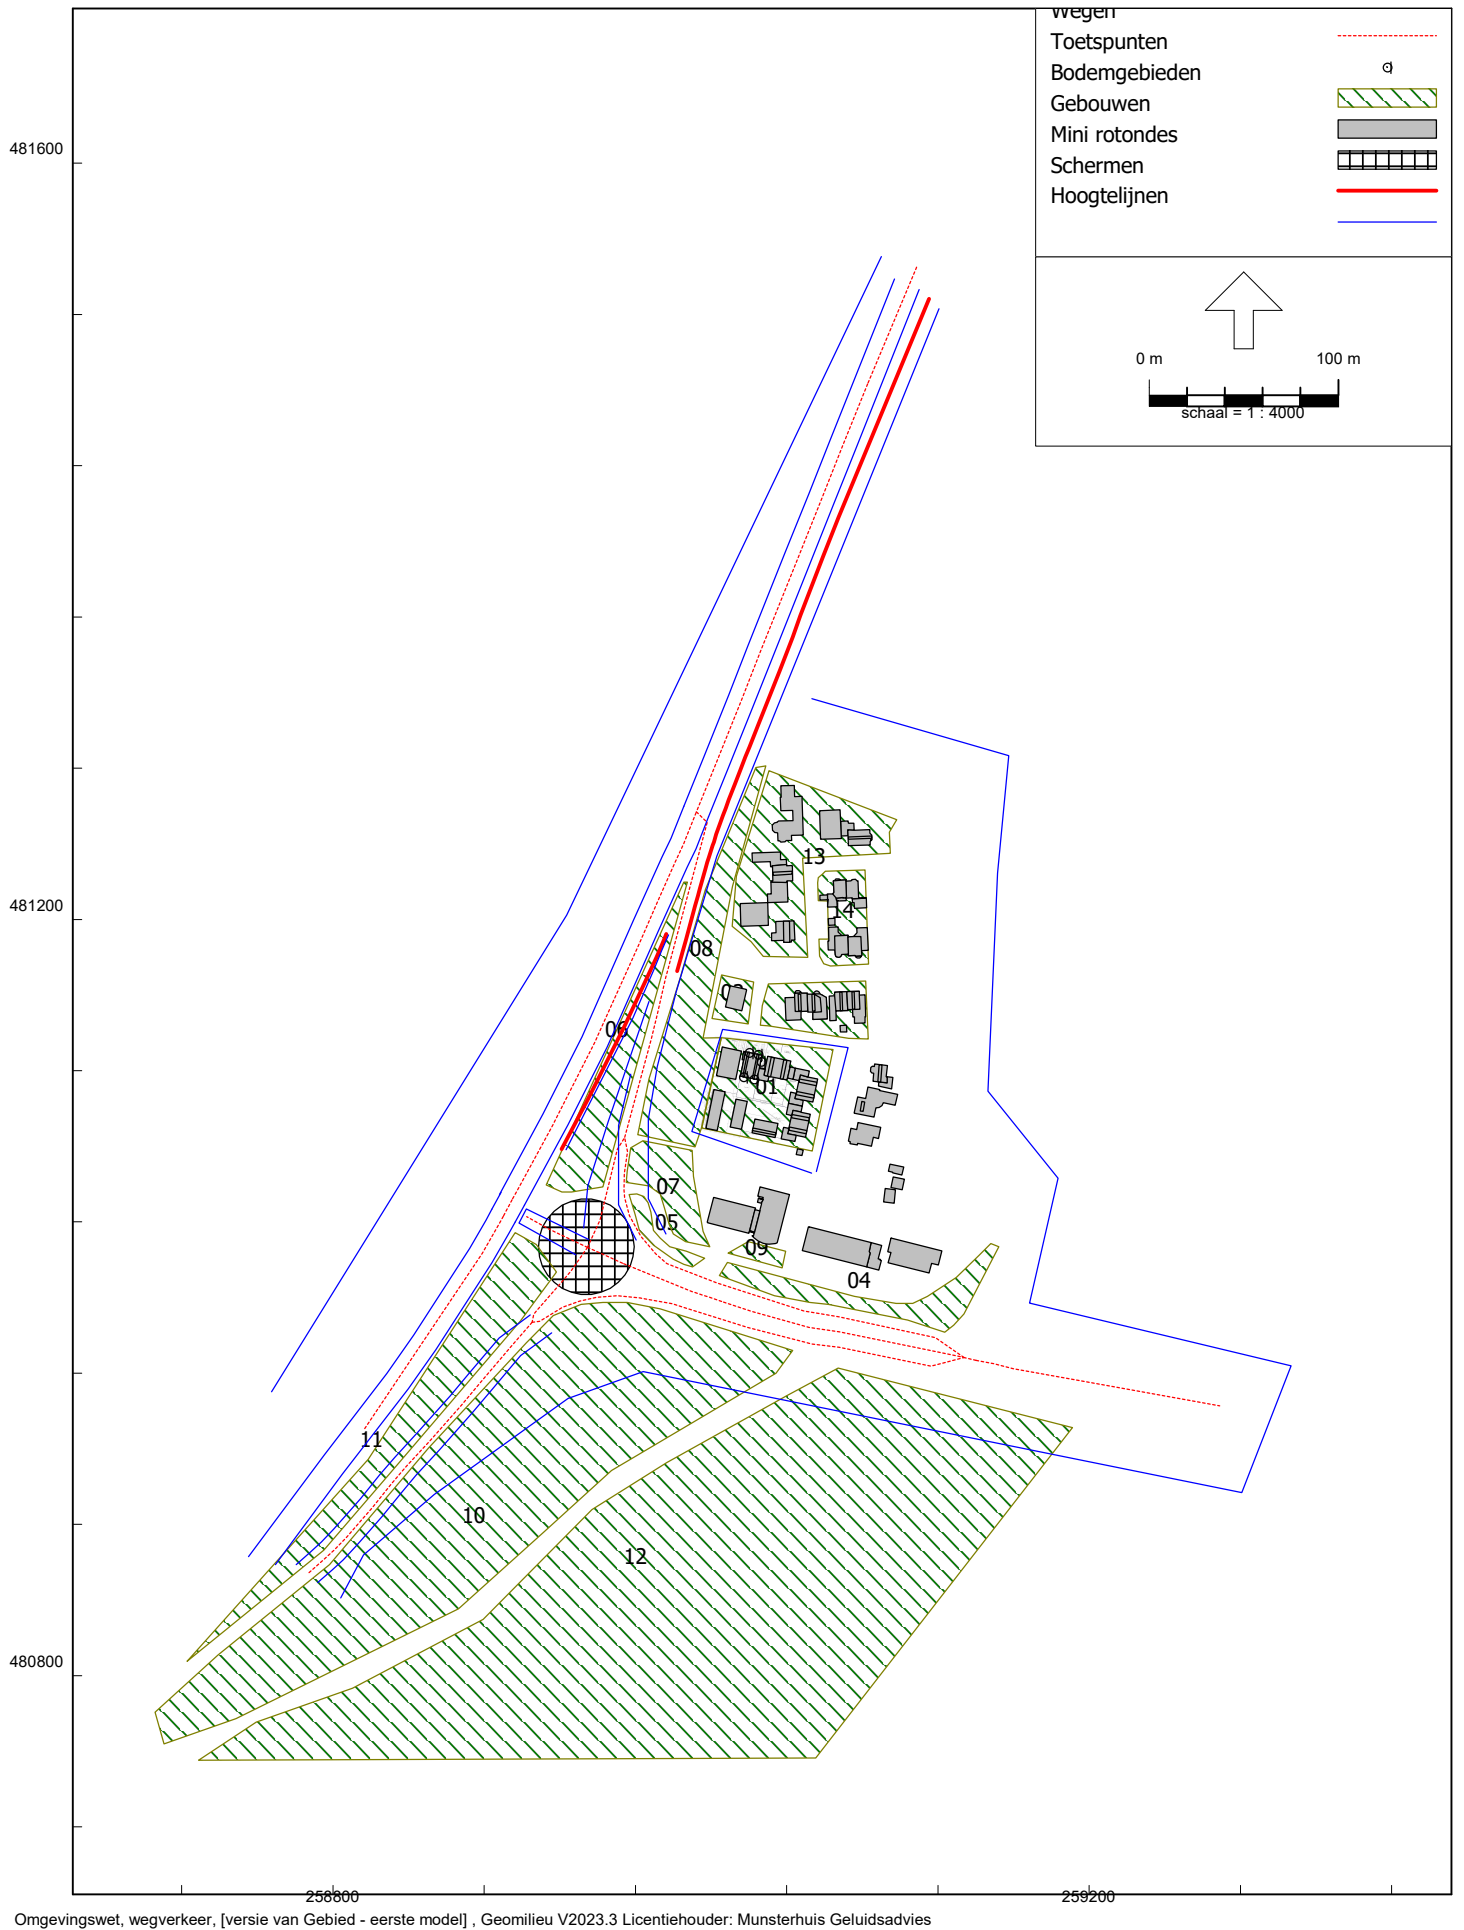 Wegen
Toetspunten
Bodemgebieden
Gebouwen
Mini rotondes
Schermen
Hoogtelijnen
0 m 100 m
schaal = 1 : 4000
481600
481200
480800
13
14
08
06
01
07
05
09
04
11
10
12
258800 259200
Omgevingswet, wegverkeer, [versie van Gebied - eerste model] , Geomilieu V2023.3 Licentiehouder: Munsterhuis Geluidsadvies